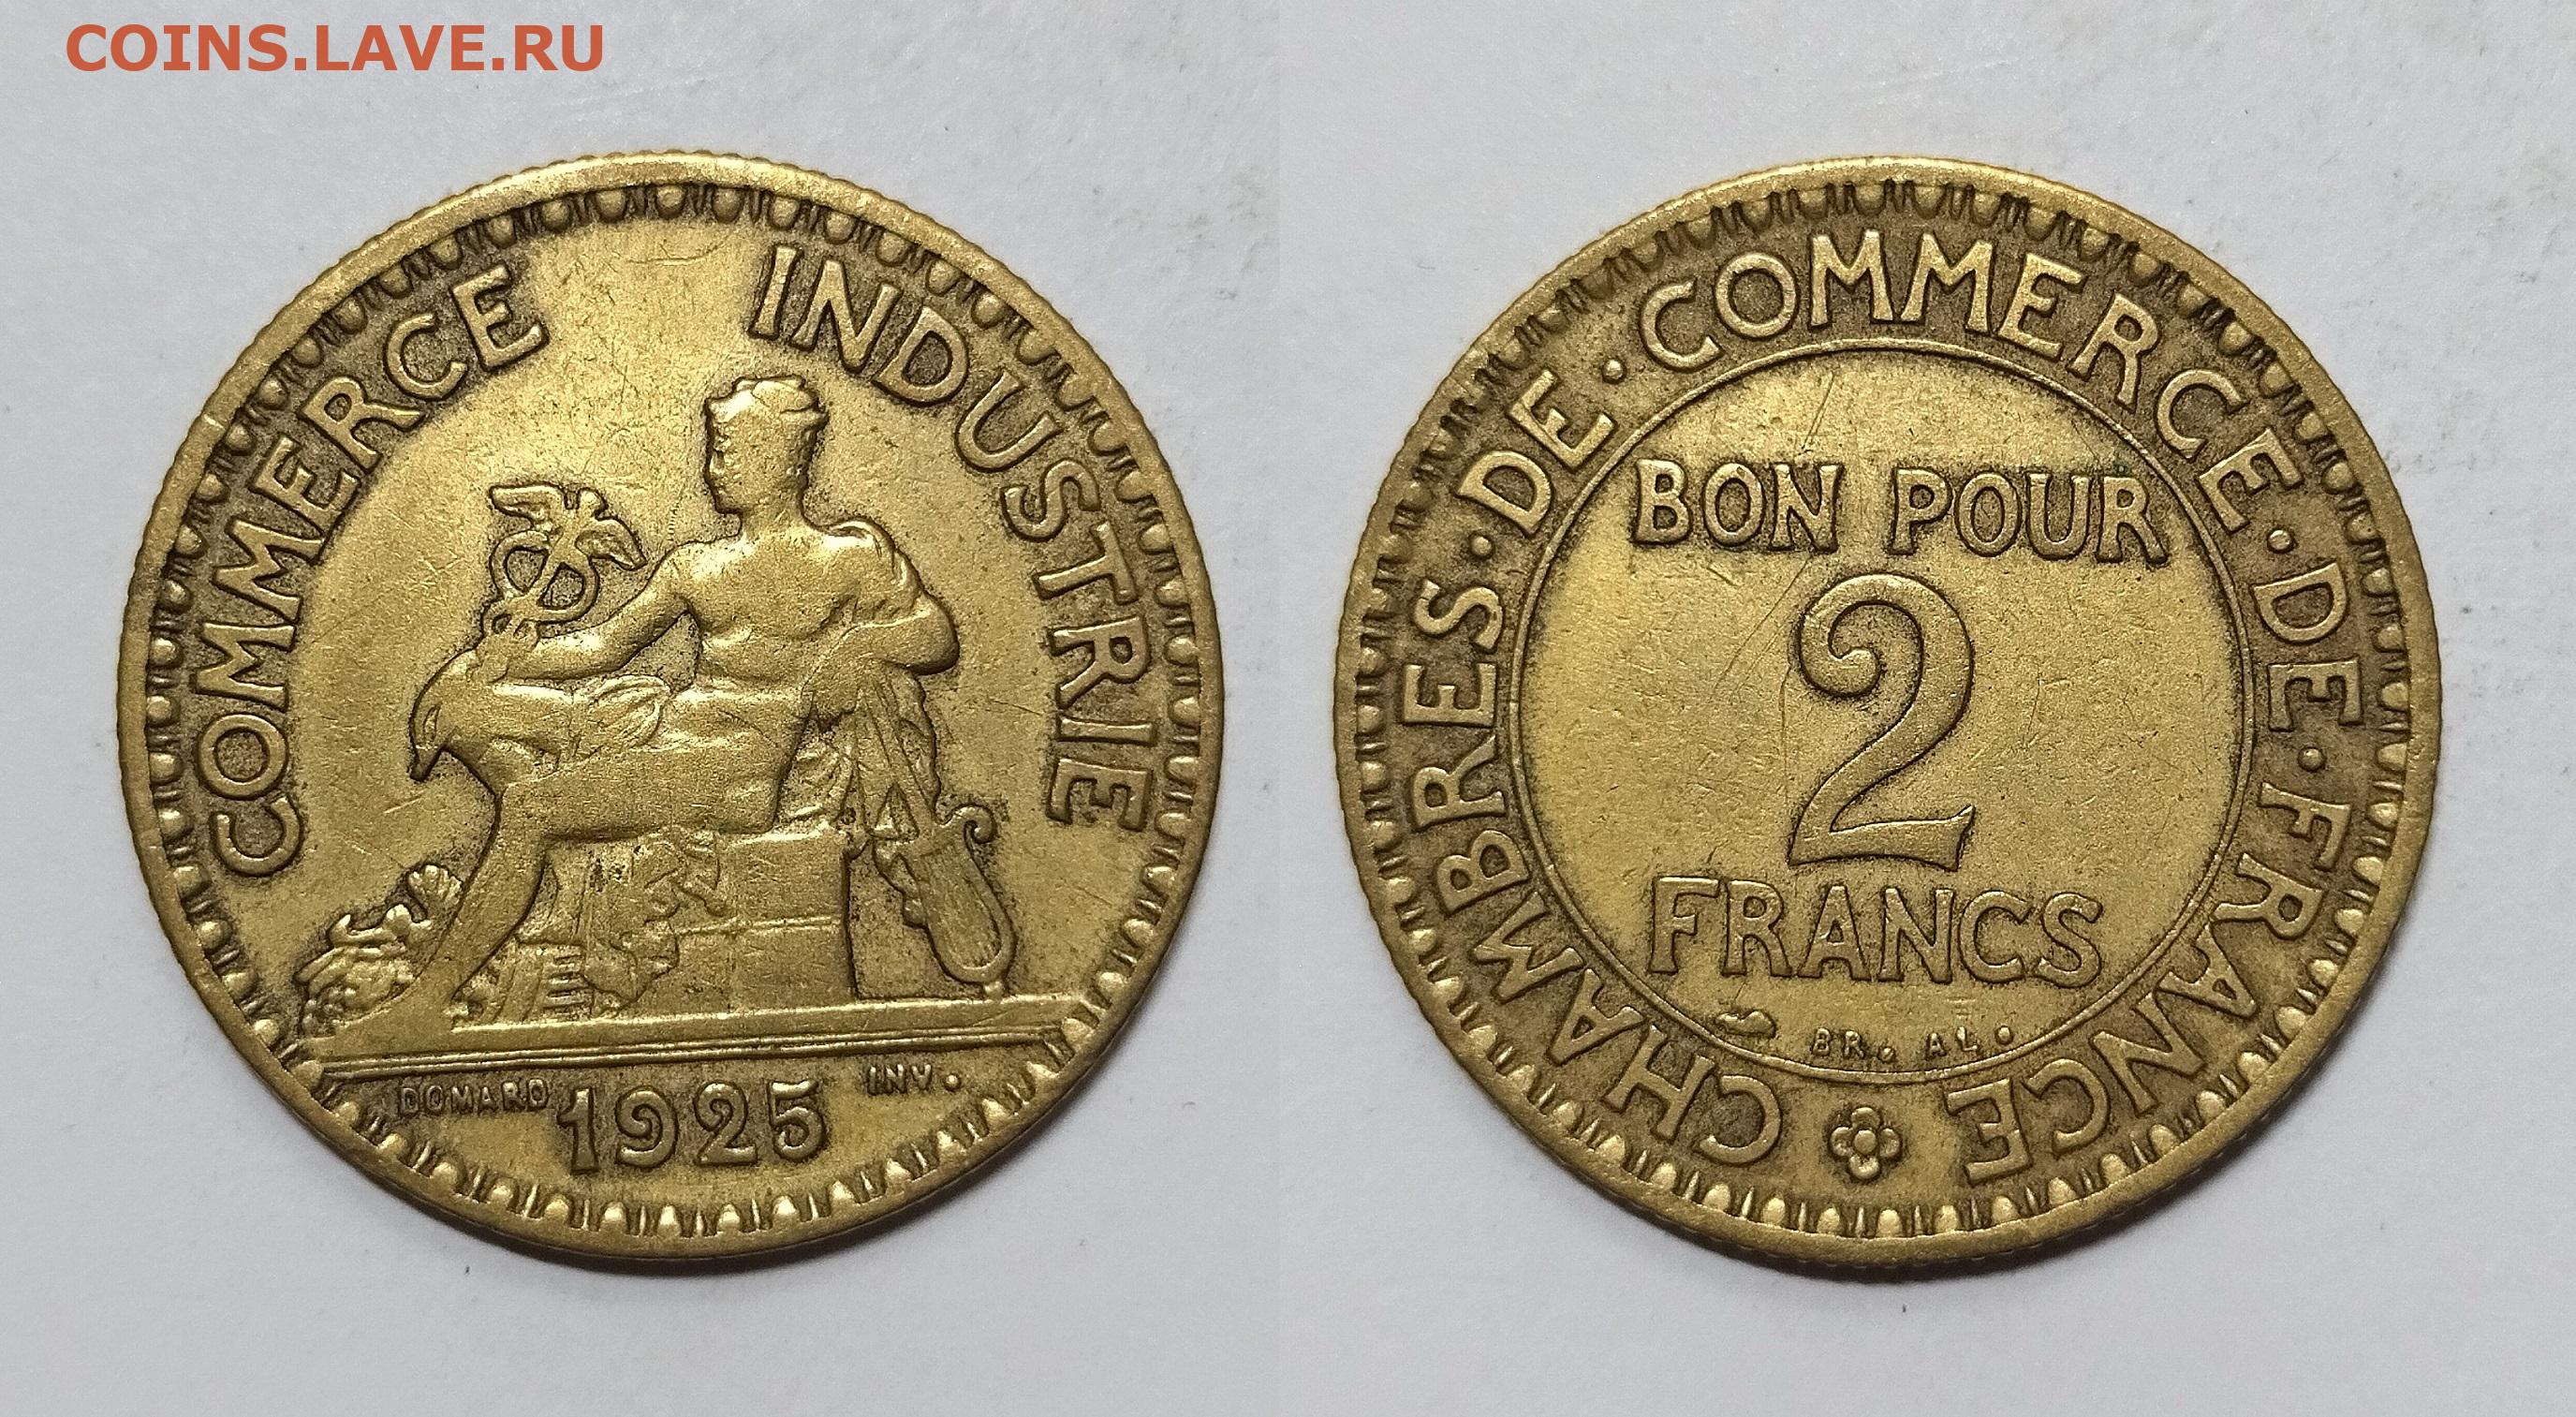 COINS.LAVE.RU
COMMERCE INDUSTRIE
DOMARD 1925 INV.
CHAMBRES·DE·COMMERCE·DE·FRANCE
BON POUR
2
FRANCS
BR. AL.